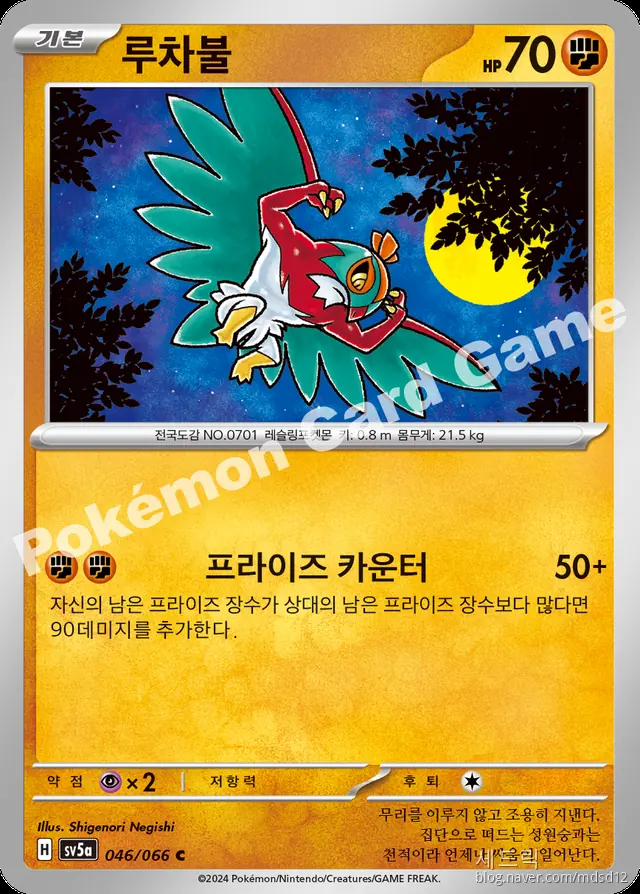 기본 루차불 HP 70
전국도감 NO.0701 레슬링포켓몬 키: 0.8 m 몸무게: 21.5 kg
Pokémon Card Game
프라이즈 카운터 50+
자신의 남은 프라이즈 장수가 상대의 남은 프라이즈 장수보다 많다면
90데미지를 추가한다.
약점 ×2 저항력 후퇴
Illus. Shigenori Negishi
H sv5a 046/066 C
무리를 이루지 않고 조용히 지낸다.
집단으로 떠드는 성원숭과는
천적이라 언제나 싸움이 일어난다.
세드릭
blog.naver.com/mdsd12
©2024 Pokémon/Nintendo/Creatures/GAME FREAK.